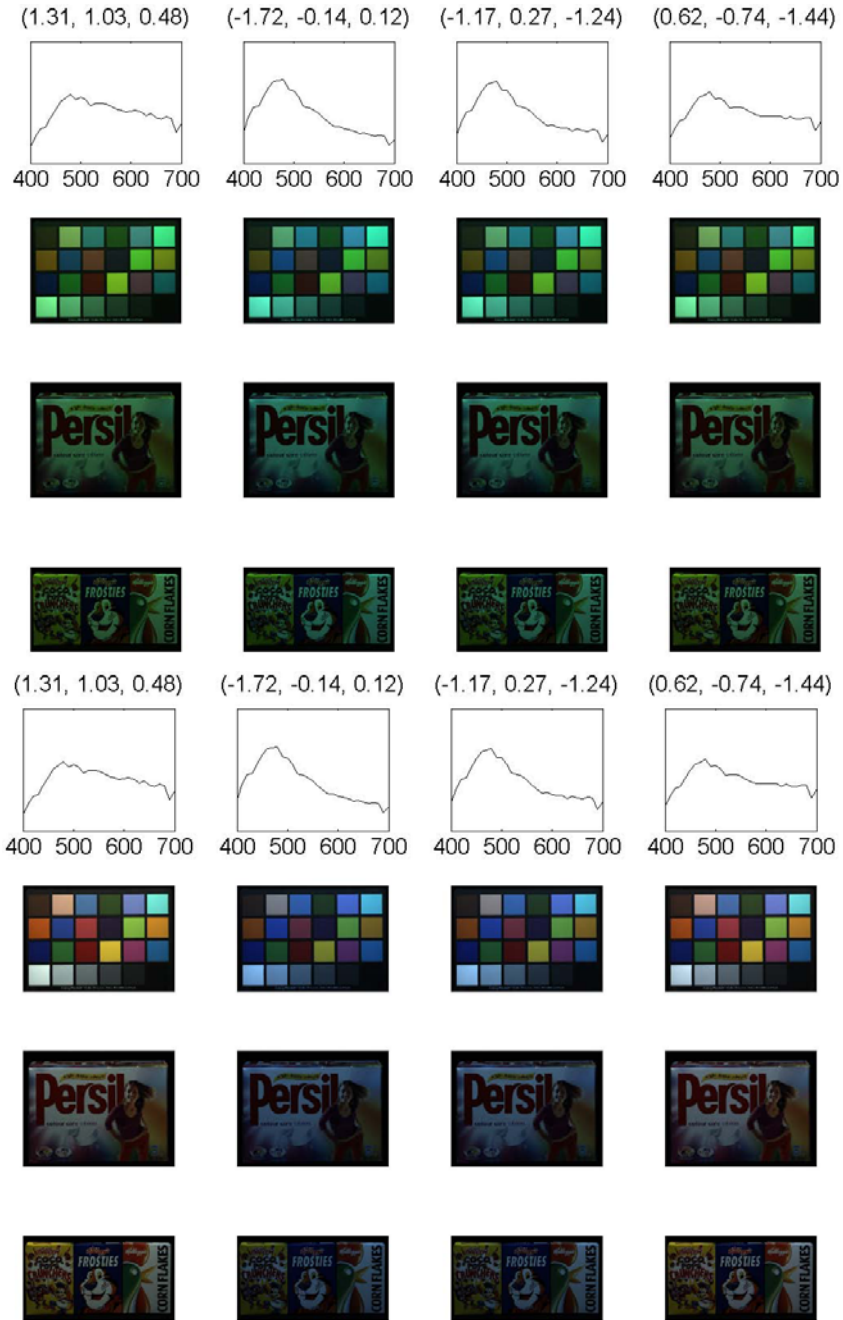 (1.31, 1.03, 0.48) (-1.72, -0.14, 0.12) (-1.17, 0.27, -1.24) (0.62, -0.74, -1.44)
400 500 600 700 400 500 600 700 400 500 600 700 400 500 600 700
Persil Persil Persil Persil
FROSTIES CORN FLAKES FROSTIES CORN FLAKES FROSTIES CORN FLAKES FROSTIES CORN FLAKES
(1.31, 1.03, 0.48) (-1.72, -0.14, 0.12) (-1.17, 0.27, -1.24) (0.62, -0.74, -1.44)
400 500 600 700 400 500 600 700 400 500 600 700 400 500 600 700
Persil Persil Persil Persil
FROSTIES CORN FLAKES FROSTIES CORN FLAKES FROSTIES CORN FLAKES FROSTIES CORN FLAKES